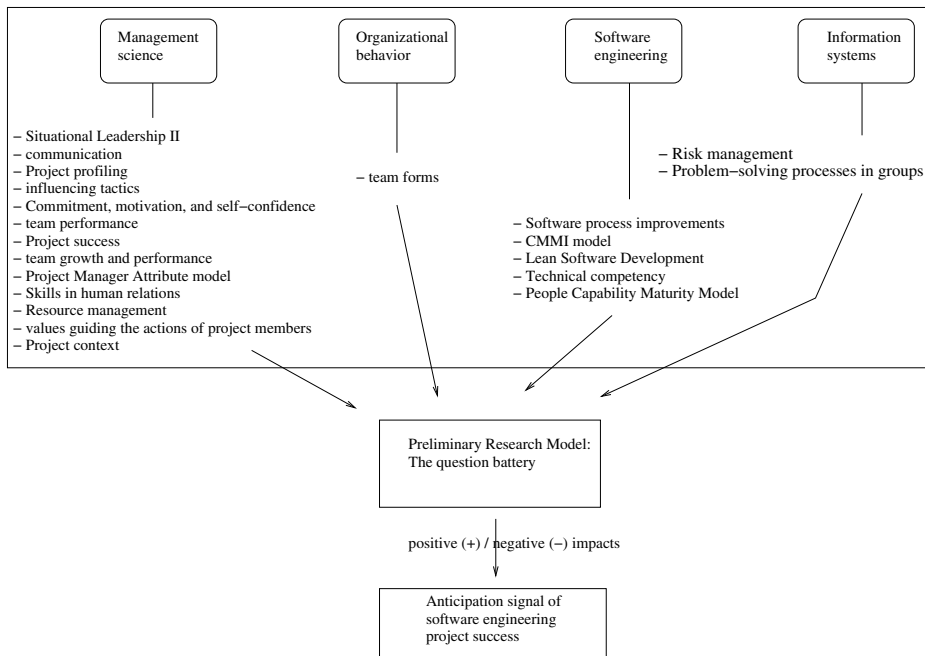 Management
science
Organizational
behavior
Software
engineering
Information
systems
− Situational Leadership II
− communication
− Project profiling
− influencing tactics
− Commitment, motivation, and self−confidence
− team performance
− Project success
− team growth and performance
− Project Manager Attribute model
− Skills in human relations
− Resource management
− values guiding the actions of project members
− Project context
− team forms
− Software process improvements
− CMMI model
− Lean Software Development
− Technical competency
− People Capability Maturity Model
− Risk management
− Problem−solving processes in groups
Preliminary Research Model:
The question battery
positive (+) / negative (−) impacts
Anticipation signal of
software engineering
project success